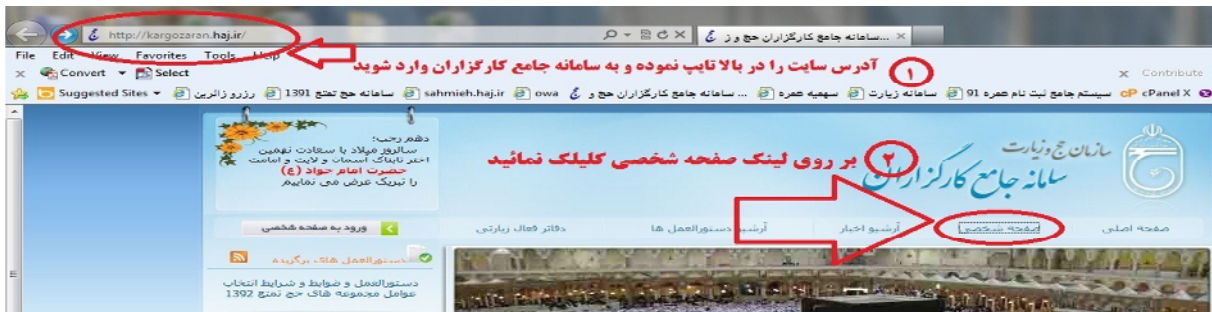 http://kargozaran.haj.ir/
سامانه جامع کارگزاران حج و ز...
File Edit View Favorites Tools Help
Convert Select
۱ آدرس سایت را در بالا تایپ نموده و به سامانه جامع کارگزاران وارد شوید
Contribute
Suggested Sites رزرو زائرین سامانه حج تمتع 1391 sahmieh.haj.ir owa سامانه جامع کارگزاران حج و ... سهمیه عمره سامانه زیارت سیستم جامع ثبت نام عمره 91 cPanel X
دهم رجب؛
سالروز میلاد با سعادت نهمین
اختر تابناک آسمان و لایت و امامت
حضرت امام جواد (ع)
را تبریک عرض می نماییم
سازمان حج و زیارت
سامانه جامع کارگزاران
۲ بر روی لینک صفحه شخصی کلیلک نمائید
صفحه اصلی
صفحه شخصی
آرشیو اخبار
آرشیو دستورالعمل ها
دفاتر فعال زیارتی
ورود به صفحه شخصی
دستورالعمل های برگزیده
دستورالعمل و ضوابط و شرایط انتخاب
عوامل مجموعه های حج تمتع 1392